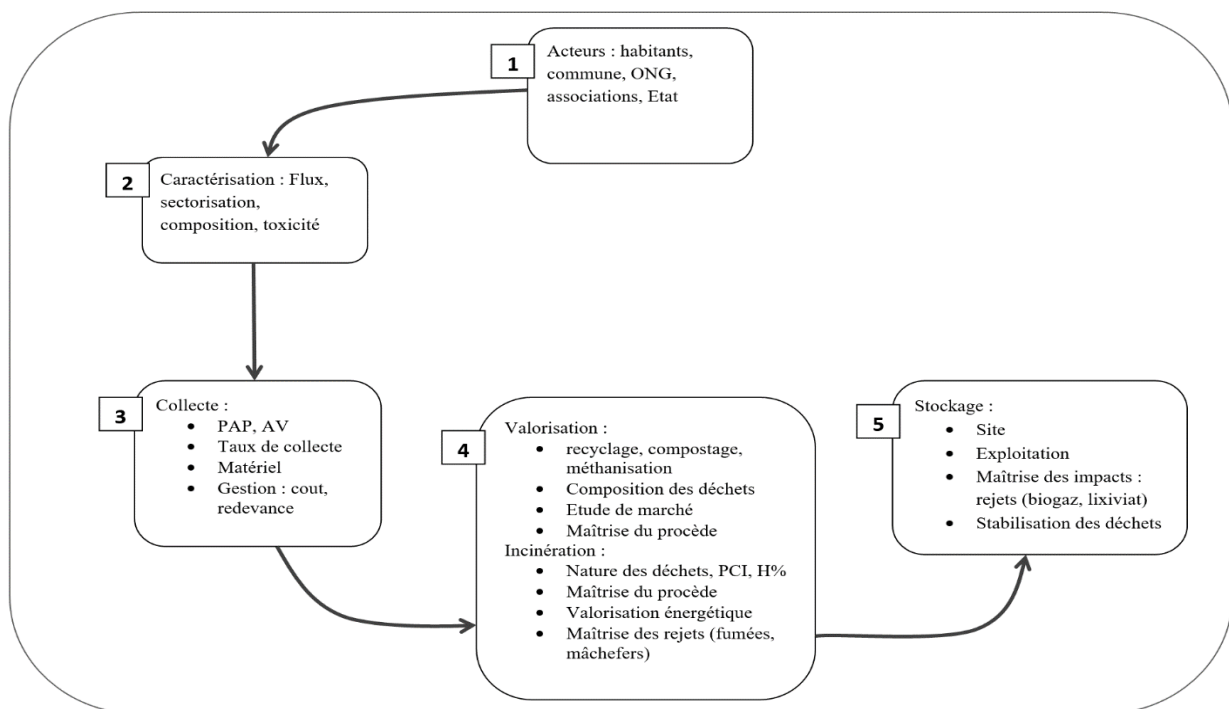 1
Acteurs : habitants,
commune, ONG,
associations, Etat
2
Caractérisation : Flux,
sectorisation,
composition, toxicité
3
Collecte :
• PAP, AV
• Taux de collecte
• Matériel
• Gestion : cout,
redevance
4
Valorisation :
• recyclage, compostage,
méthanisation
• Composition des déchets
• Etude de marché
• Maîtrise du procède
Incinération :
• Nature des déchets, PCI, H%
• Maîtrise du procède
• Valorisation énergétique
• Maîtrise des rejets (fumées,
mâchefers)
5
Stockage :
• Site
• Exploitation
• Maîtrise des impacts :
rejets (biogaz, lixiviat)
• Stabilisation des déchets